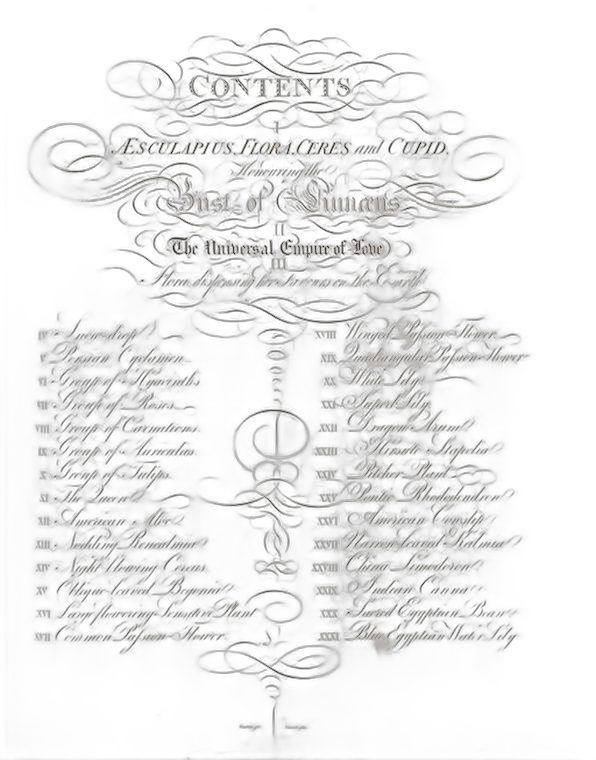 CONTENTS
I
ÆSCULAPIUS, FLORA, CERES and CUPID,
Honouring the
Bust of Linnæus
II
The Universal Empire of Love
III
Flora dispensing her Favours on the Earth
IV Snowdrop
V Persian Cyclamen
VI Group of Hyacinths
VII Group of Roses
VIII Group of Carnations
IX Group of Auriculas
X Group of Tulips
XI The Queen
XII American Aloe
XIII Nodding Renealmia
XIV Night-blowing Cereus
XV Oblique-leaved Begonia
XVI Large-flowering Sensitive Plant
XVII Common Passion-Flower
XVIII Winged Passion-Flower
XIX Quadrangular Passion-Flower
XX White Lily
XXI Superb Lily
XXII Dragon Arum
XXIII Hirsute Stapelia
XXIV Pitcher Plant
XXV Pontic Rhododendron
XXVI American Cowslip
XXVII Narrow-leaved Kalmia
XXVIII China Limodoron
XXIX Indian Canna
XXX Sacred Egyptian Bean
XXXI Blue Egyptian Water Lily